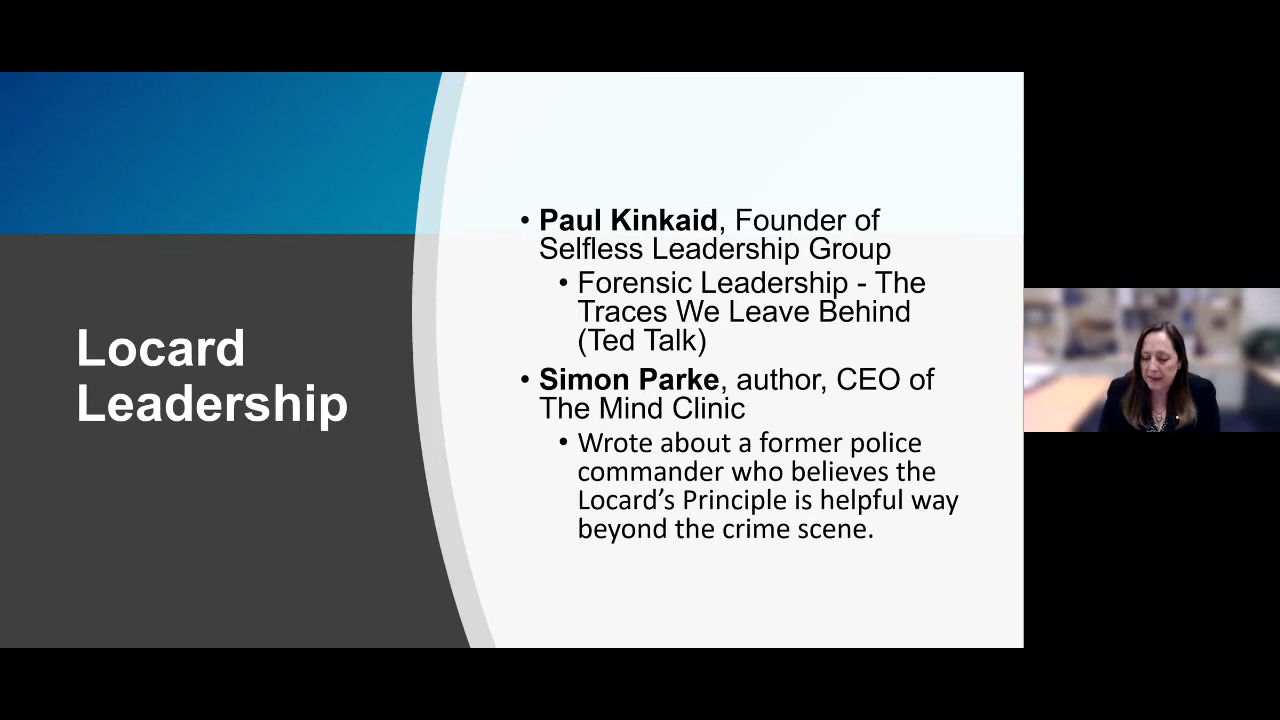 Locard
Leadership
• Paul Kinkaid, Founder of
Selfless Leadership Group
• Forensic Leadership - The
Traces We Leave Behind
(Ted Talk)
• Simon Parke, author, CEO of
The Mind Clinic
• Wrote about a former police
commander who believes the
Locard’s Principle is helpful way
beyond the crime scene.